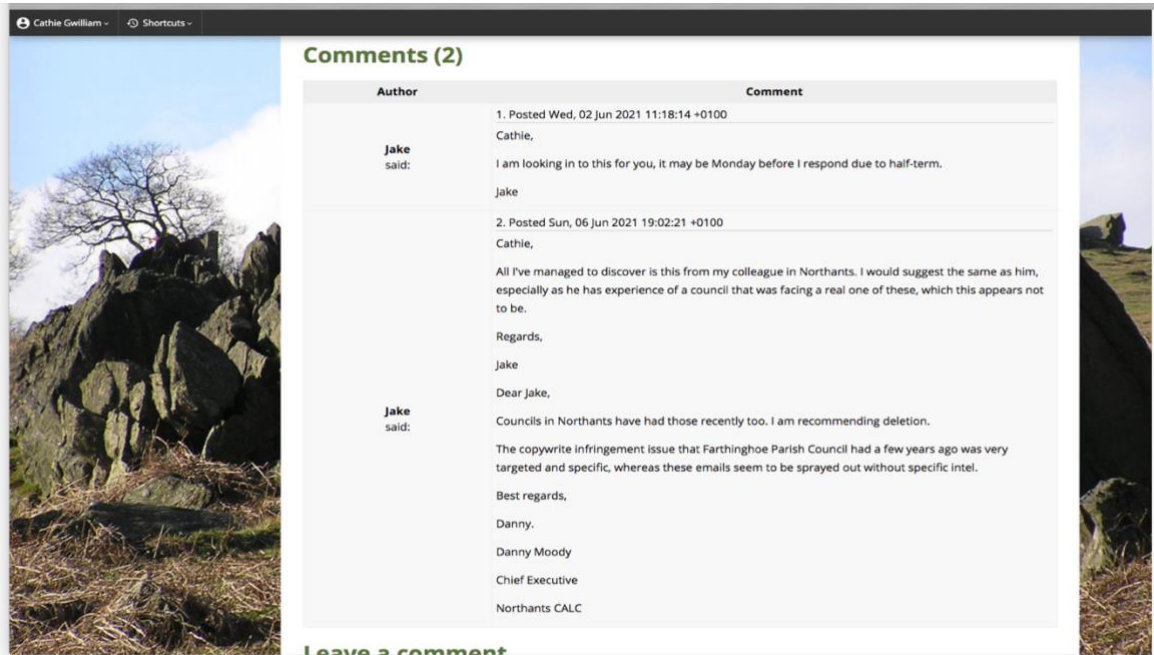 Cathie Gwilliam
Shortcuts
Comments (2)
Author
Comment
Jake
said:
1. Posted Wed, 02 Jun 2021 11:18:14 +0100
Cathie,
I am looking in to this for you, it may be Monday before I respond due to half-term.
Jake
Jake
said:
2. Posted Sun, 06 Jun 2021 19:02:21 +0100
Cathie,
All I've managed to discover is this from my colleague in Northants. I would suggest the same as him,
especially as he has experience of a council that was facing a real one of these, which this appears not
to be.
Regards,
Jake
Dear Jake,
Councils in Northants have had those recently too. I am recommending deletion.
The copywrite infringement issue that Farthinghoe Parish Council had a few years ago was very
targeted and specific, whereas these emails seem to be sprayed out without specific intel.
Best regards,
Danny.
Danny Moody
Chief Executive
Northants CALC
Leave a comment